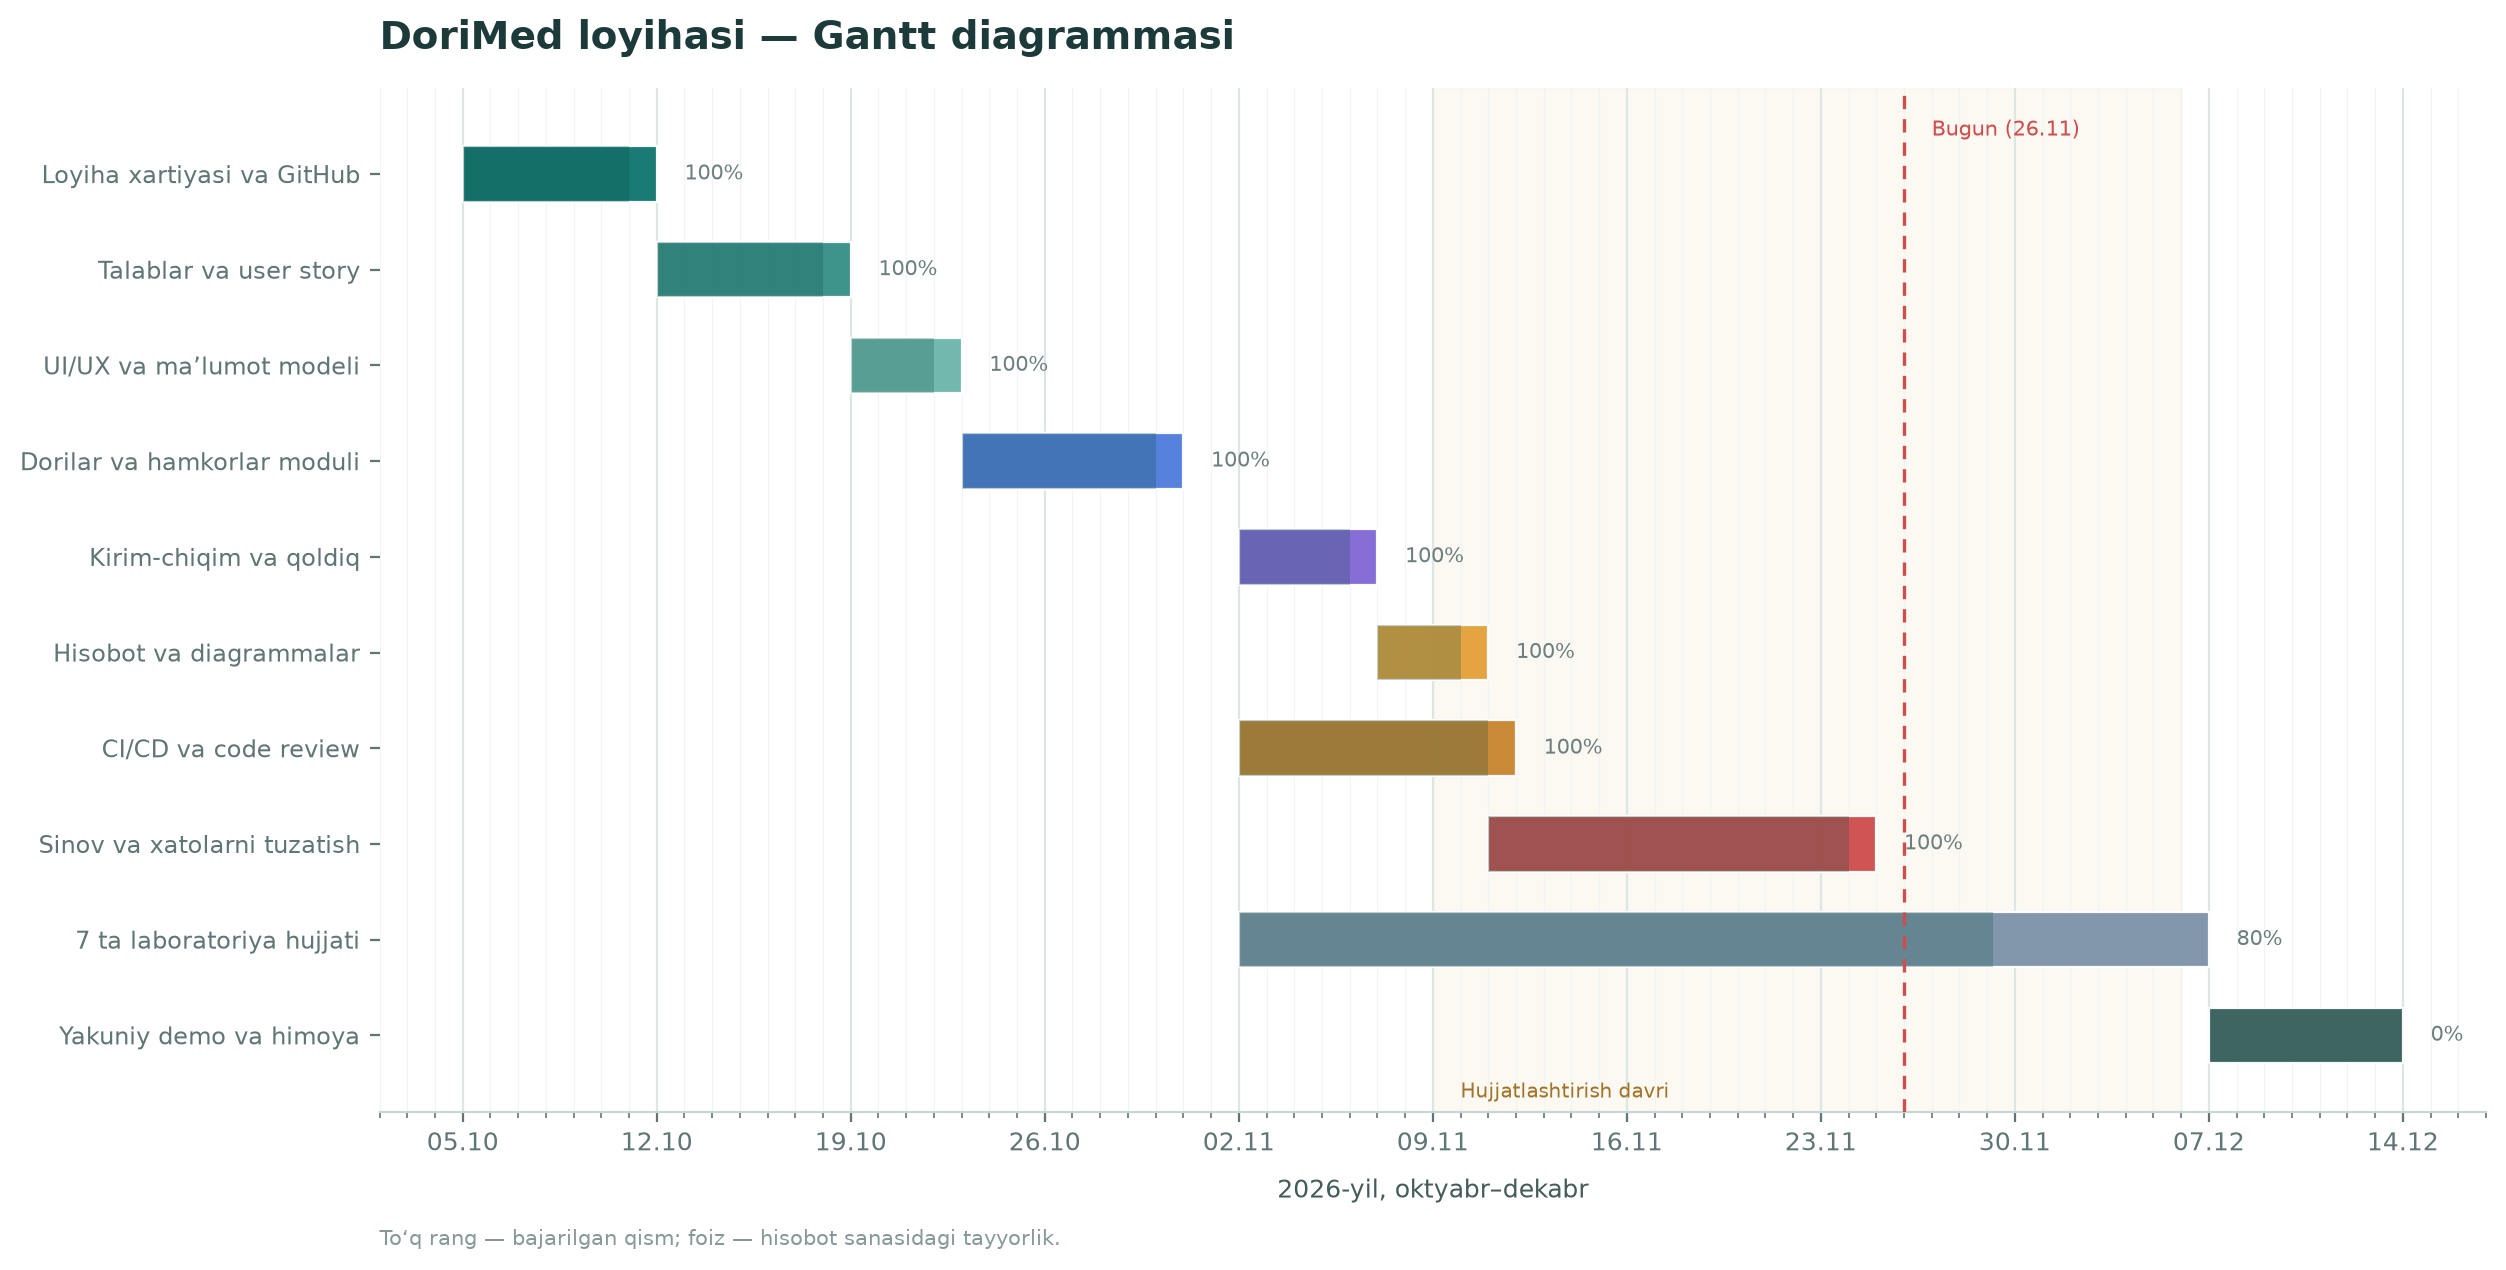 DoriMed loyihasi — Gantt diagrammasi
Bugun (26.11)
Loyiha xartiyasi va GitHub 100%
Talablar va user story 100%
UI/UX va ma’lumot modeli 100%
Dorilar va hamkorlar moduli 100%
Kirim-chiqim va qoldiq 100%
Hisobot va diagrammalar 100%
CI/CD va code review 100%
Sinov va xatolarni tuzatish 100%
7 ta laboratoriya hujjati 80%
Yakuniy demo va himoya 0%
Hujjatlashtirish davri
05.10 12.10 19.10 26.10 02.11 09.11 16.11 23.11 30.11 07.12 14.12
2026-yil, oktyabr–dekabr
To‘q rang — bajarilgan qism; foiz — hisobot sanasidagi tayyorlik.